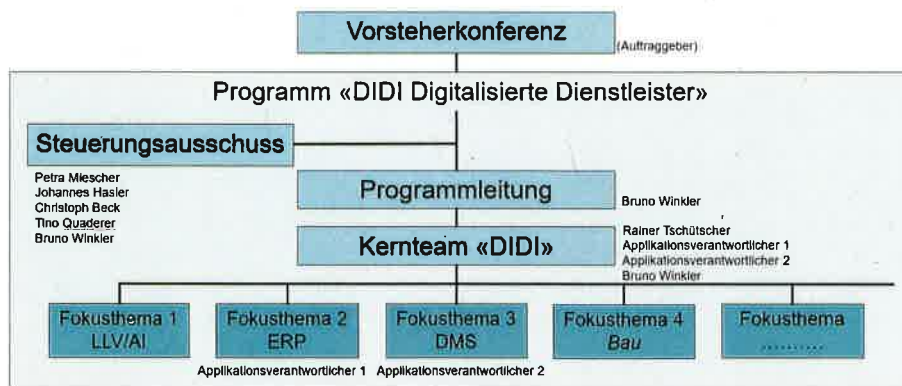 Vorsteherkonferenz
(Auftraggeber)
Programm «DIDI Digitalisierte Dienstleister»
Steuerungsausschuss
Petra Miescher
Johannes Hasler
Christoph Beck
Tino Quaderer
Bruno Winkler
Programmleitung
Bruno Winkler
Kernteam «DIDI»
Rainer Tschütscher
Applikationsverantwortlicher 1
Applikationsverantwortlicher 2
Bruno Winkler
Fokusthema 1
LLV/AI
Fokusthema 2
ERP
Applikationsverantwortlicher 1
Fokusthema 3
DMS
Applikationsverantwortlicher 2
Fokusthema 4
Bau
Fokusthema
..........